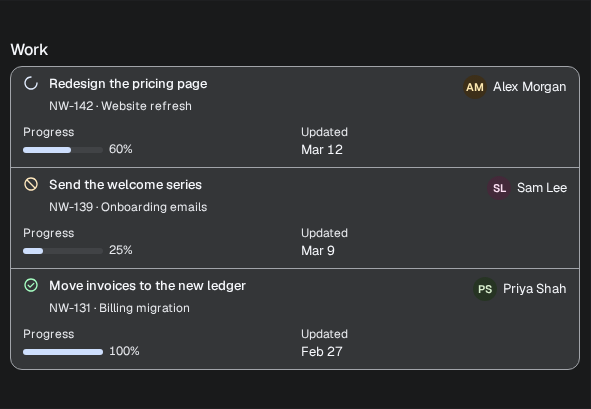 Work
Redesign the pricing page
AM Alex Morgan
NW-142 · Website refresh
Progress
Updated
60%
Mar 12
Send the welcome series
SL Sam Lee
NW-139 · Onboarding emails
Progress
Updated
25%
Mar 9
Move invoices to the new ledger
PS Priya Shah
NW-131 · Billing migration
Progress
Updated
100%
Feb 27